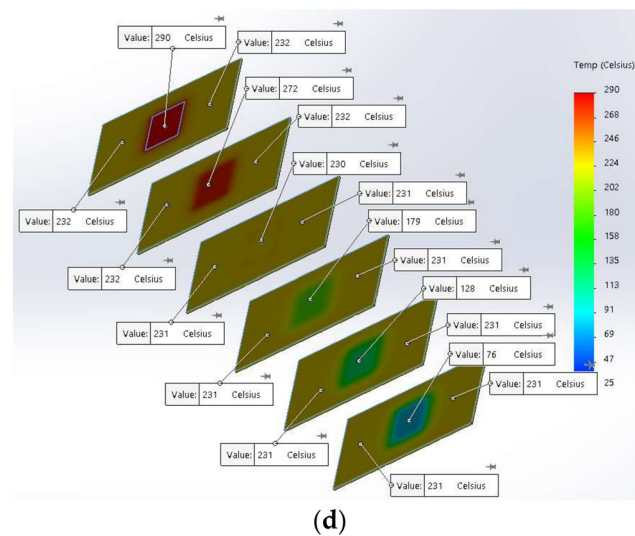 Value: 290 Celsius
Value: 232 Celsius
Value: 272 Celsius
Value: 232 Celsius
Value: 230 Celsius
Value: 231 Celsius
Value: 232 Celsius
Value: 179 Celsius
Value: 231 Celsius
Value: 232 Celsius
Value: 128 Celsius
Value: 231 Celsius
Value: 231 Celsius
Value: 76 Celsius
Value: 231 Celsius
Value: 231 Celsius
Value: 231 Celsius
Value: 231 Celsius
Temp (Celsius)
290
268
246
224
202
180
158
135
113
91
69
47
25
(d)